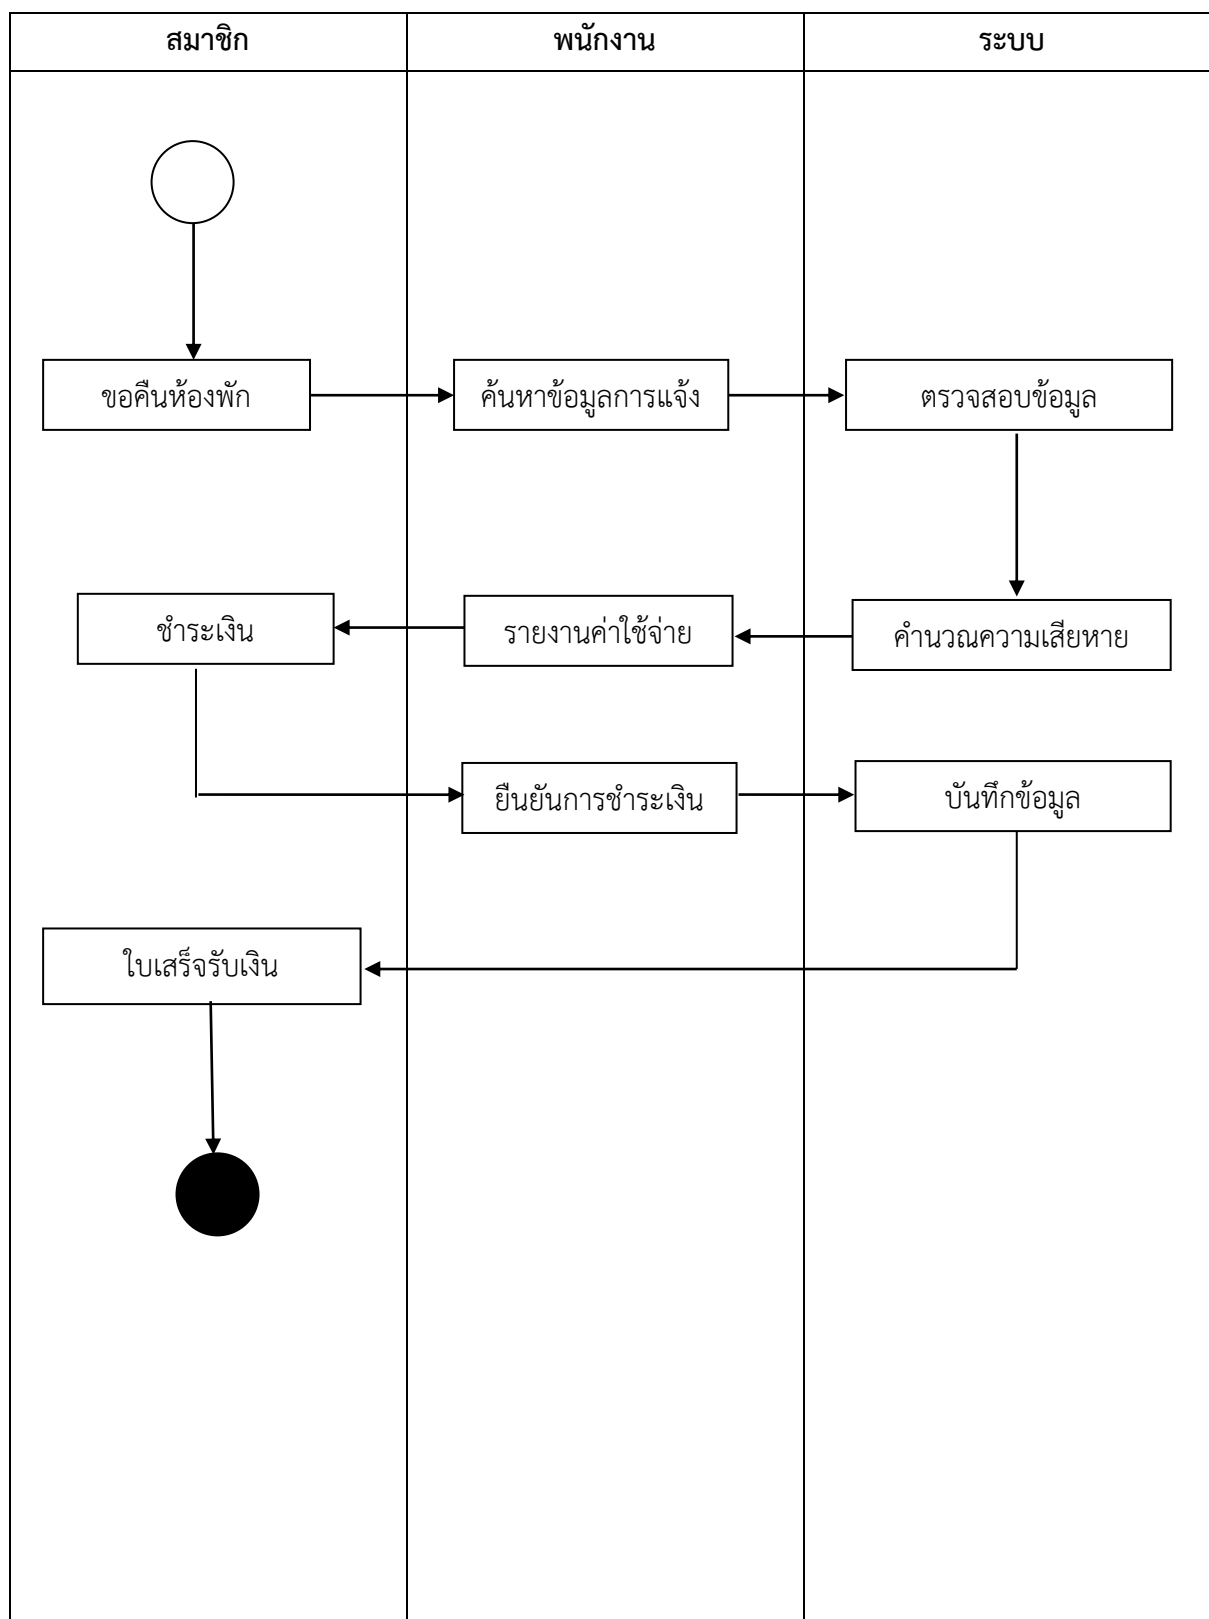 สมาชิก
พนักงาน
ระบบ
ขอคืนห้องพัก
ค้นหาข้อมูลการแจ้ง
ตรวจสอบข้อมูล
ชำระเงิน
รายงานค่าใช้จ่าย
คำนวณความเสียหาย
ยืนยันการชำระเงิน
บันทึกข้อมูล
ใบเสร็จรับเงิน